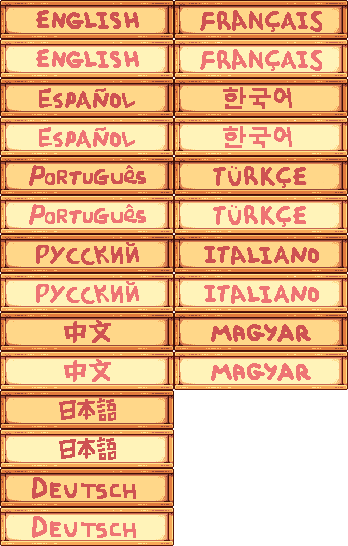 ENGLISH FRANÇAIS
ENGLISH FRANÇAIS
ESPAÑOL 한국어
ESPAÑOL 한국어
PORTUGUÊS TÜRKÇE
PORTUGUÊS TÜRKÇE
РУССКИЙ ITALIANO
РУССКИЙ ITALIANO
中文 MAGYAR
中文 MAGYAR
日本語
日本語
DEUTSCH
DEUTSCH